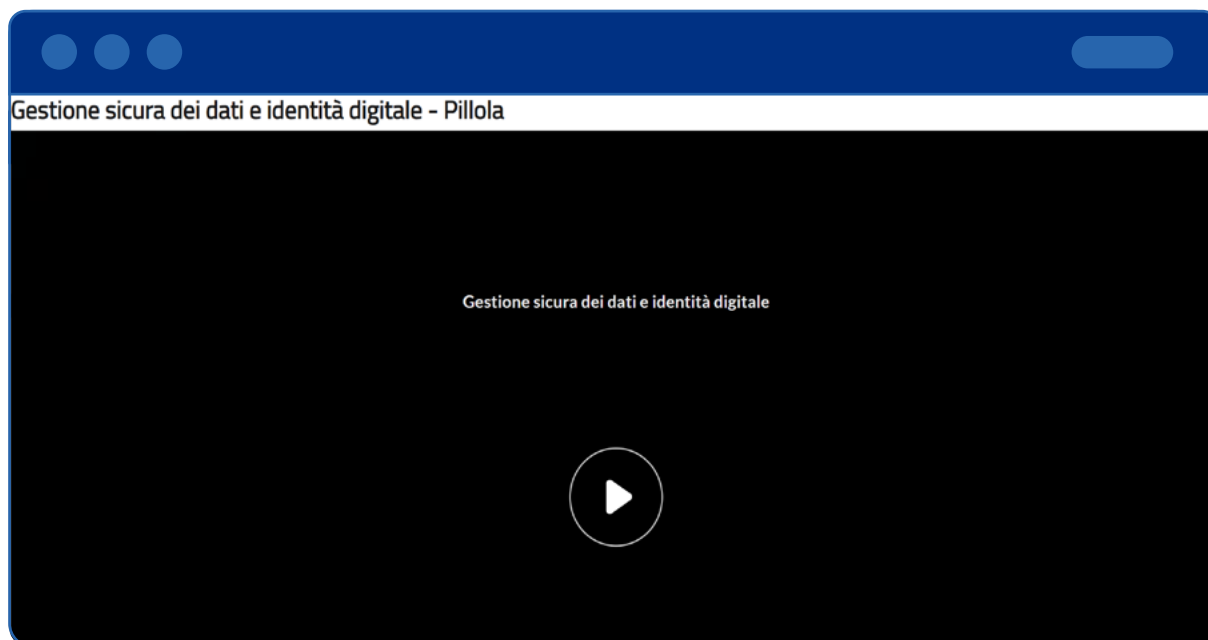 Gestione sicura dei dati e identità digitale - Pillola
Gestione sicura dei dati e identità digitale